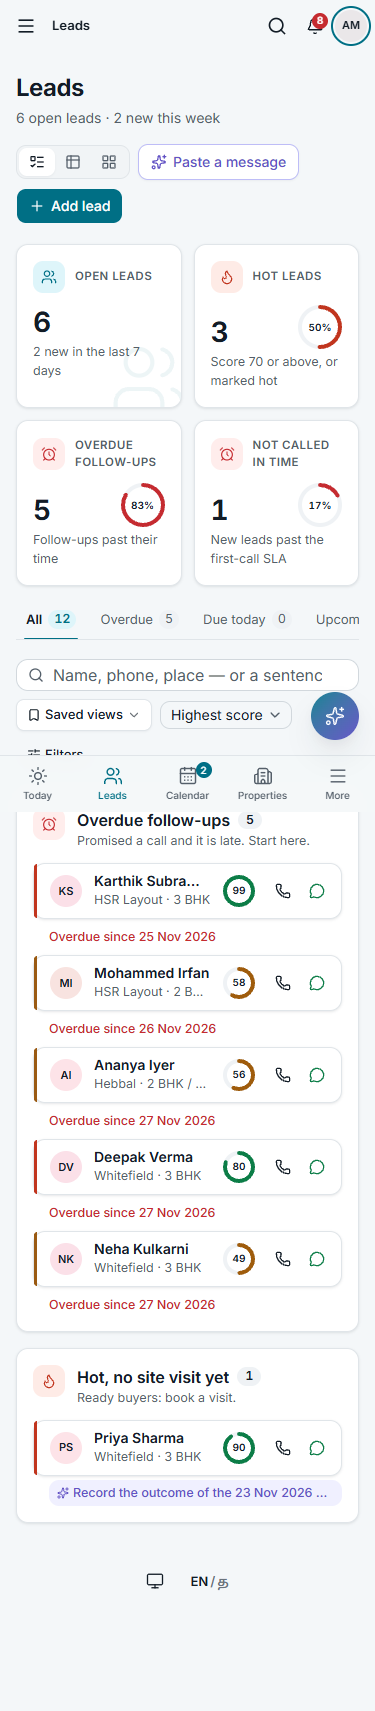 Leads
8
AM
Leads
6 open leads · 2 new this week
Paste a message
Add lead
OPEN LEADS
6
2 new in the last 7
days
HOT LEADS
3
50%
Score 70 or above, or
marked hot
OVERDUE
FOLLOW-UPS
5
83%
Follow-ups past their
time
NOT CALLED
IN TIME
1
17%
New leads past the
first-call SLA
All 12 Overdue 5 Due today 0 Upcom
Name, phone, place — or a sentenc
Saved views Highest score
Filters
2
Today Leads Calendar Properties More
Overdue follow-ups 5
Promised a call and it is late. Start here.
KS
Karthik Subra...
HSR Layout · 3 BHK
99
Overdue since 25 Nov 2026
MI
Mohammed Irfan
HSR Layout · 2 B...
58
Overdue since 26 Nov 2026
AI
Ananya Iyer
Hebbal · 2 BHK / ...
56
Overdue since 27 Nov 2026
DV
Deepak Verma
Whitefield · 3 BHK
80
Overdue since 27 Nov 2026
NK
Neha Kulkarni
Whitefield · 3 BHK
49
Overdue since 27 Nov 2026
Hot, no site visit yet 1
Ready buyers: book a visit.
PS
Priya Sharma
Whitefield · 3 BHK
90
Record the outcome of the 23 Nov 2026 ...
EN / த